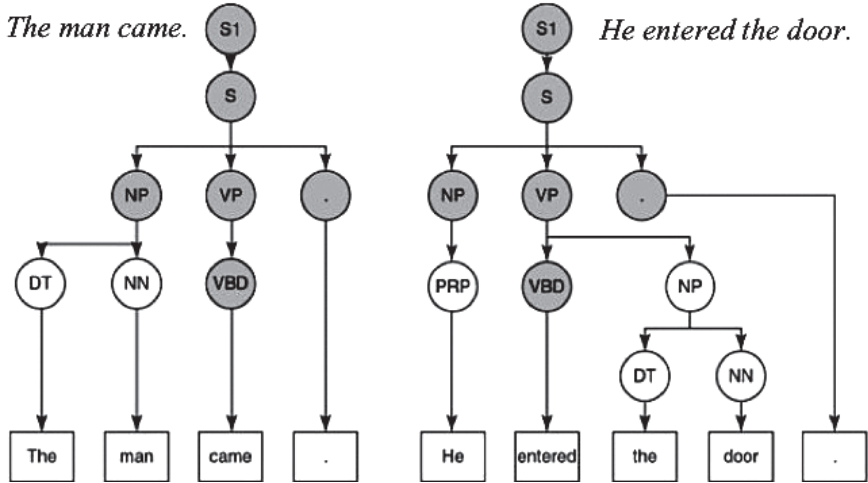 The man came.
S1
S
NP VP .
DT NN VBD
The man came .
He entered the door.
S1
S
NP VP .
PRP VBD NP
DT NN
He entered the door .